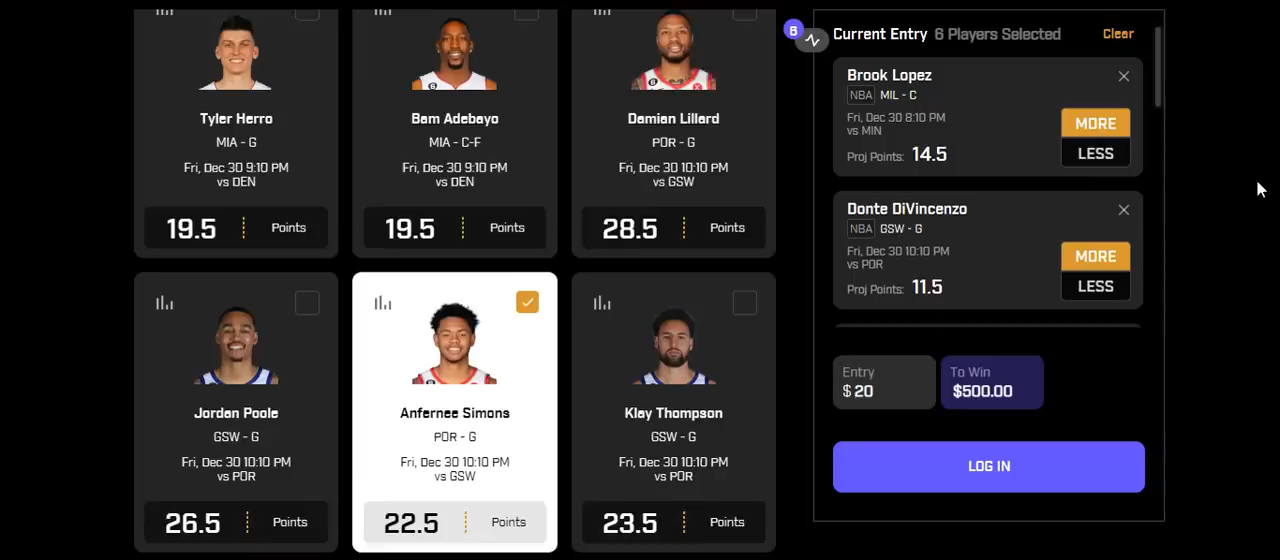 Tyler Herro
MIA - G
Fri, Dec 30 9:10 PM
vs DEN
19.5 Points
Bam Adebayo
MIA - C-F
Fri, Dec 30 9:10 PM
vs DEN
19.5 Points
Damian Lillard
POR - G
Fri, Dec 30 10:10 PM
vs GSW
28.5 Points
Jordan Poole
GSW - G
Fri, Dec 30 10:10 PM
vs POR
26.5 Points
Anfernee Simons
POR - G
Fri, Dec 30 10:10 PM
vs GSW
22.5 Points
Klay Thompson
GSW - G
Fri, Dec 30 10:10 PM
vs POR
23.5 Points
6
Current Entry 6 Players Selected Clear
Brook Lopez
NBA MIL - C
Fri, Dec 30 8:10 PM
vs MIN
Proj Points: 14.5
MORE
LESS
Donte DiVincenzo
NBA GSW - G
Fri, Dec 30 10:10 PM
vs POR
Proj Points: 11.5
MORE
LESS
Entry
$ 20
To Win
$500.00
LOG IN